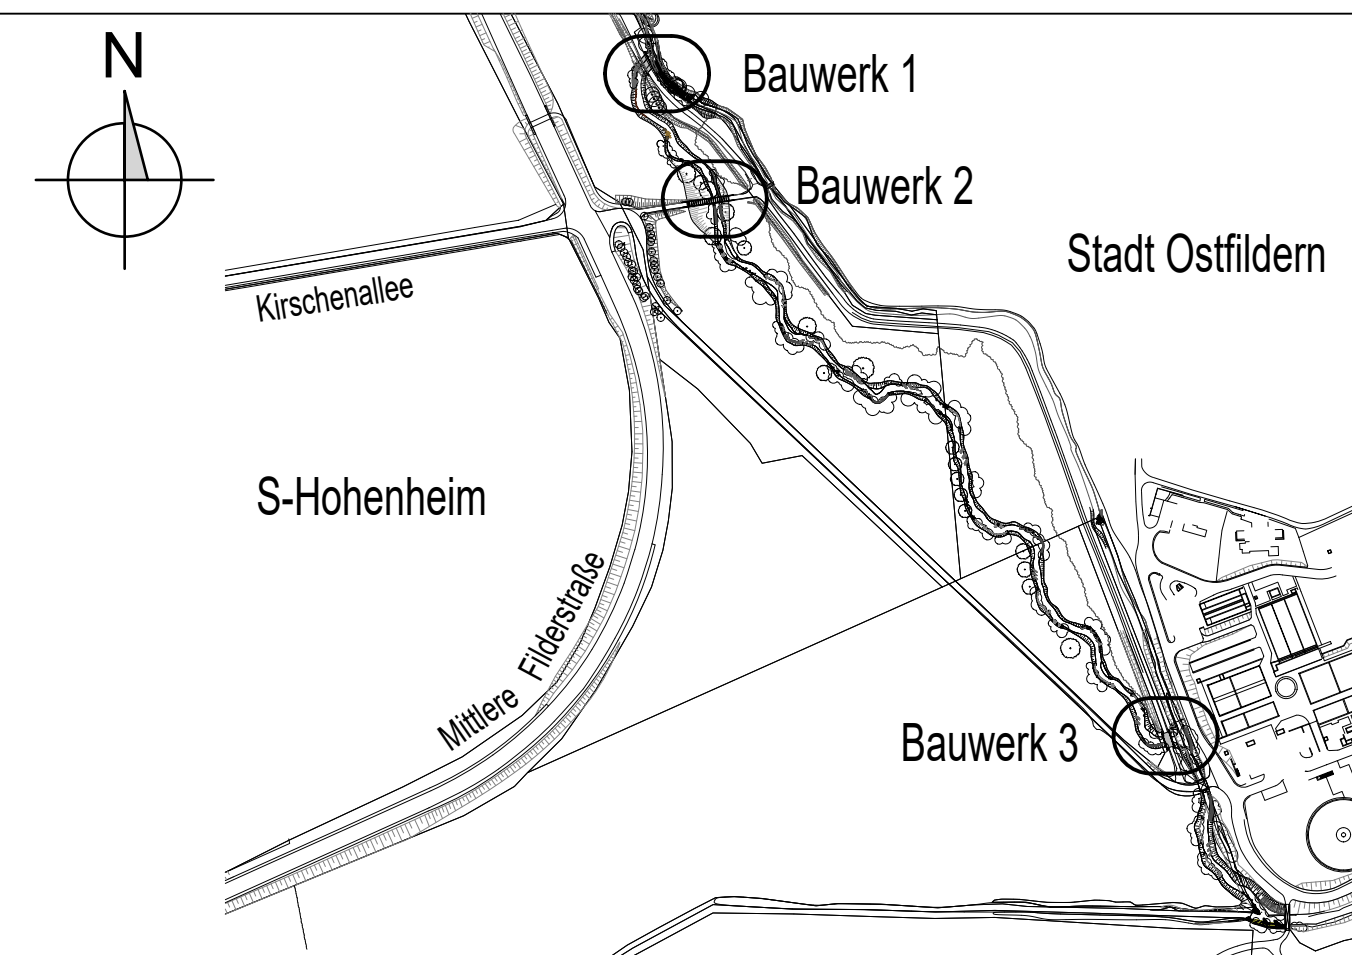 N
Bauwerk 1
Bauwerk 2
Stadt Ostfildern
Kirschenallee
S-Hohenheim
Mittlere Filderstraße
Bauwerk 3